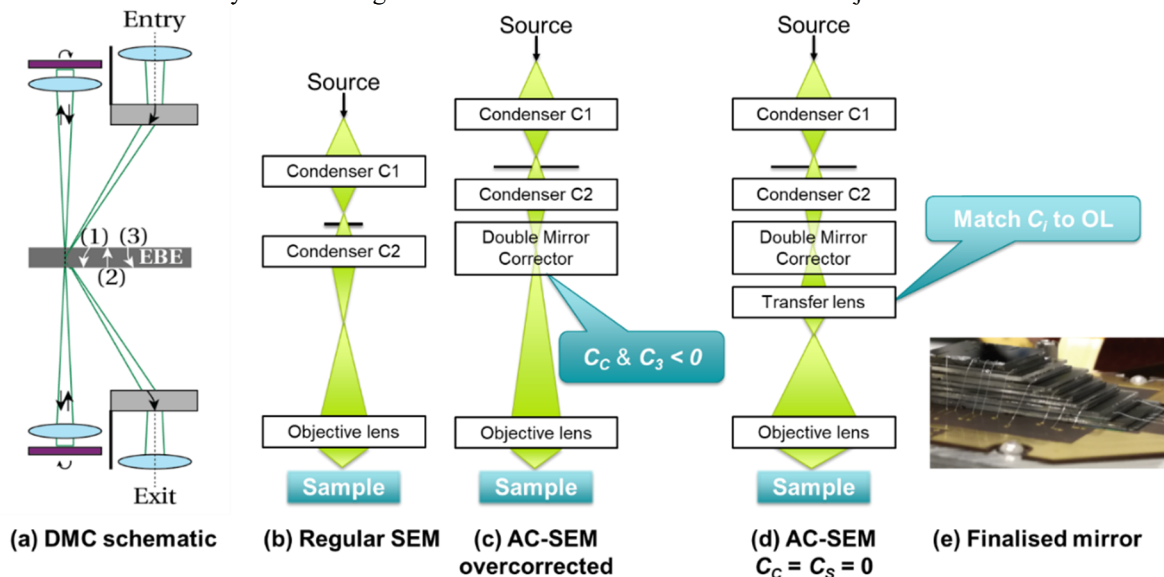 Entry
(1) (3)
EBE
(2)
Exit
(a) DMC schematic
Source
Condenser C1
Condenser C2
Objective lens
Sample
(b) Regular SEM
Source
Condenser C1
Condenser C2
Double Mirror
Corrector
C_C & C_3 < 0
Objective lens
Sample
(c) AC-SEM
overcorrected
Source
Condenser C1
Condenser C2
Double Mirror
Corrector
Transfer lens
Match C_i to OL
Objective lens
Sample
(d) AC-SEM
C_C = C_S = 0
(e) Finalised mirror